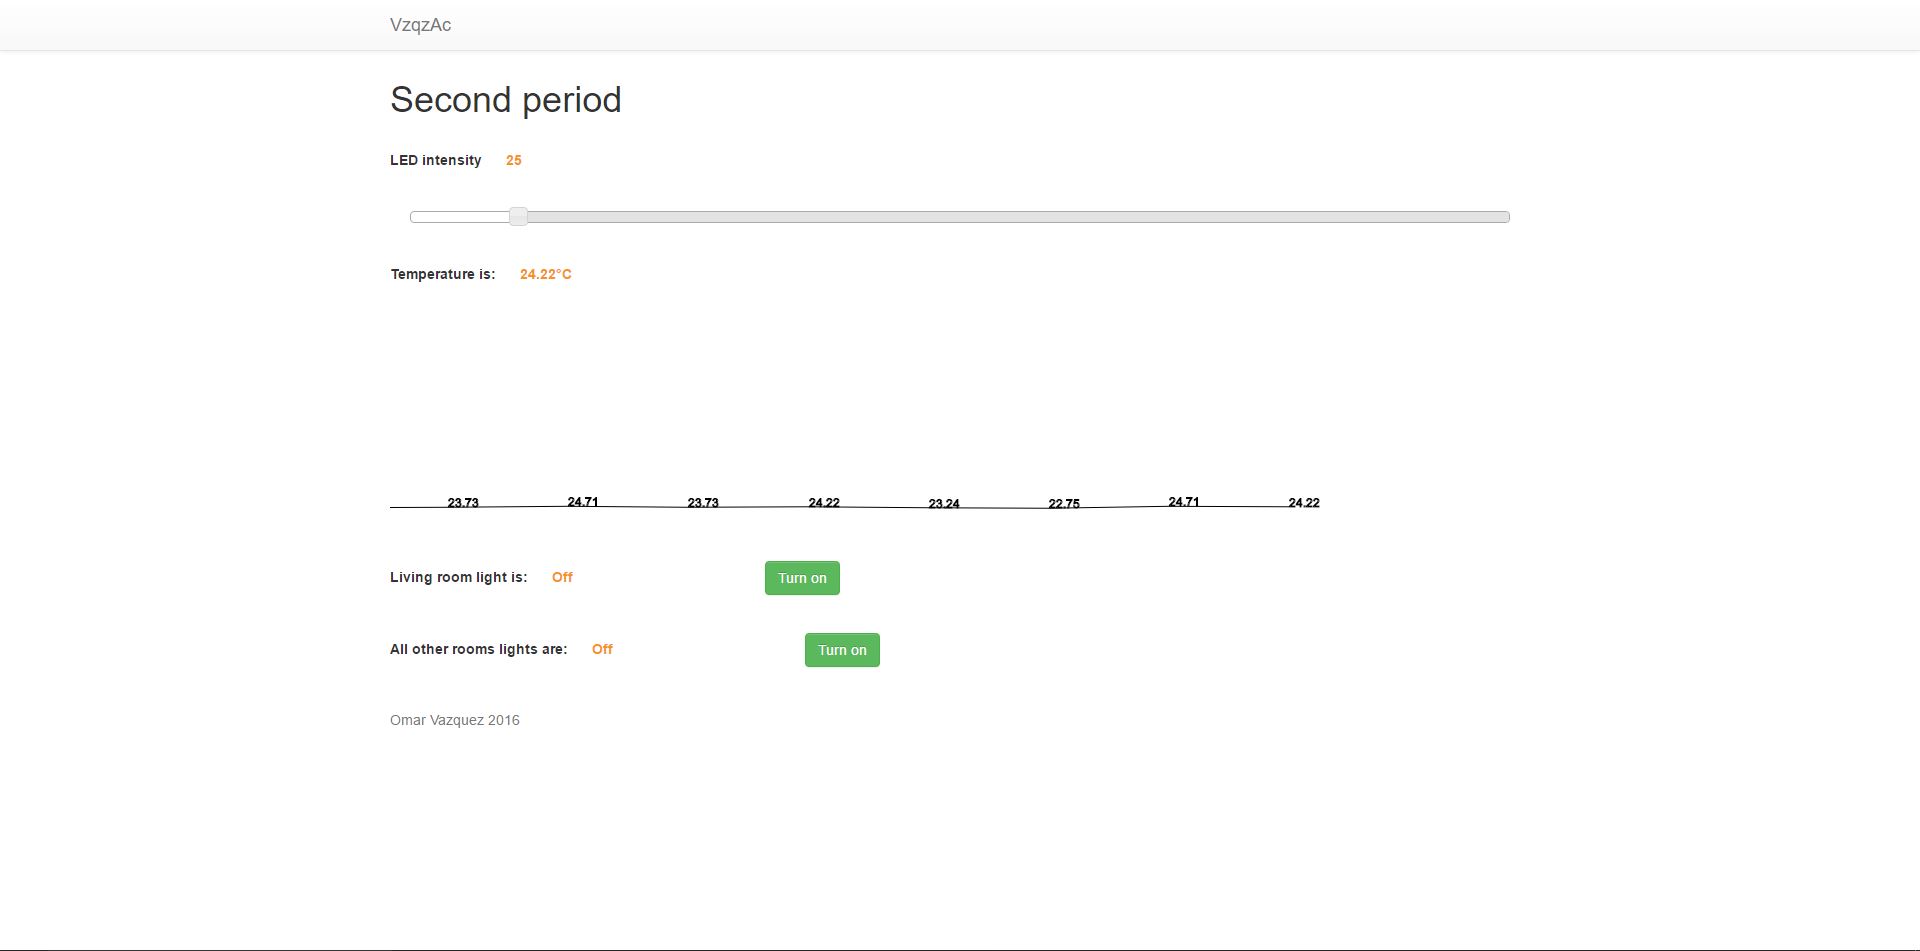 VzqzAc
Second period
LED intensity 25
Temperature is: 24.22°C
23.73 24.71 23.73 24.22 23.24 22.75 24.71 24.22
Living room light is: Off Turn on
All other rooms lights are: Off Turn on
Omar Vazquez 2016